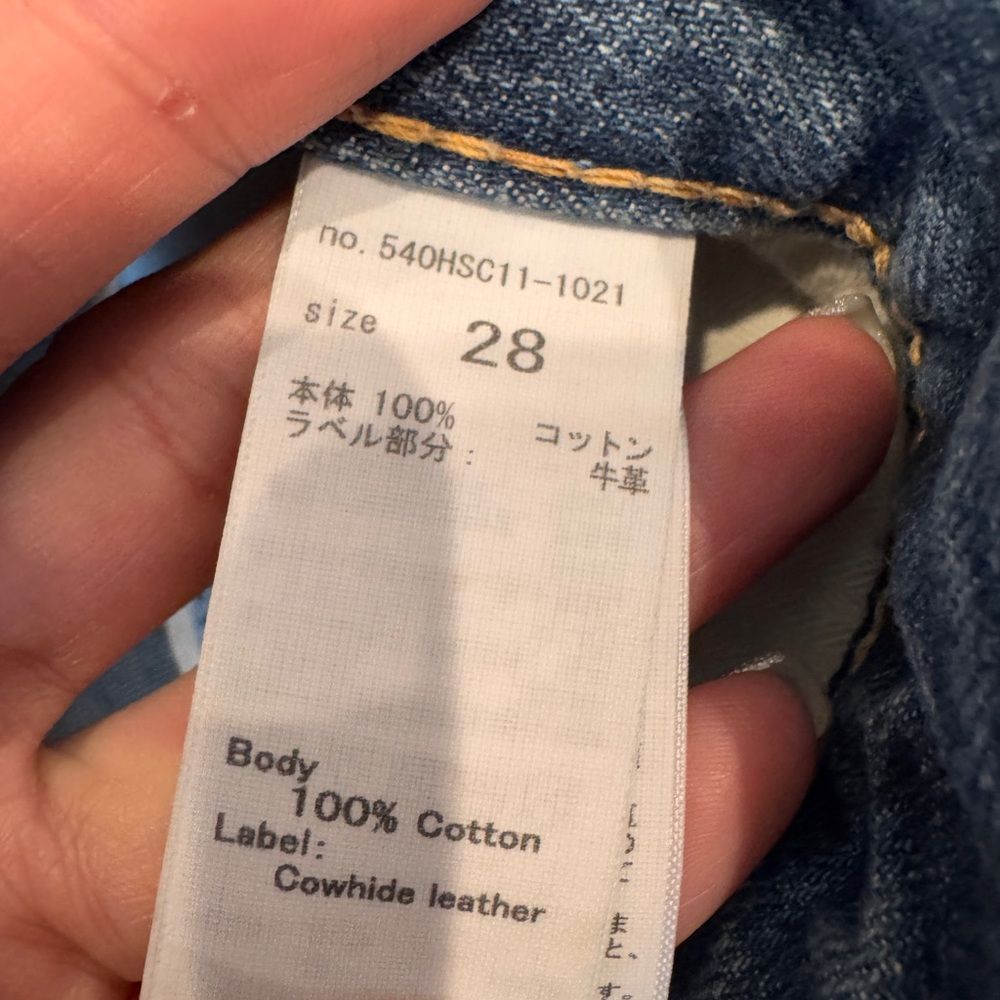 no. 540HSC11-1021
size 28
本体 100% コットン
ラベル部分: 牛革
Body
100% Cotton
Label:
Cowhide leather